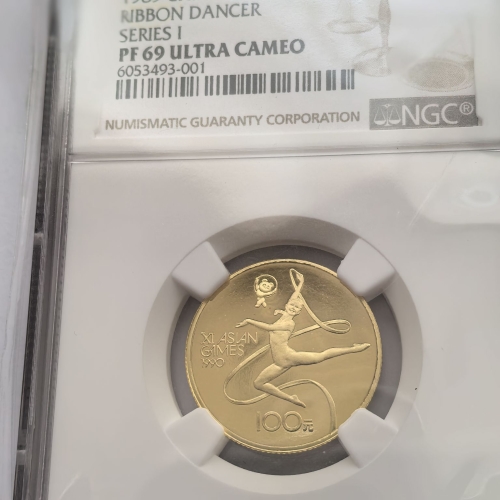 RIBBON DANCER
SERIES I
PF 69 ULTRA CAMEO
6053493-001
NUMISMATIC GUARANTY CORPORATION
NGC®
XI ASIAN
GAMES
1990
100元